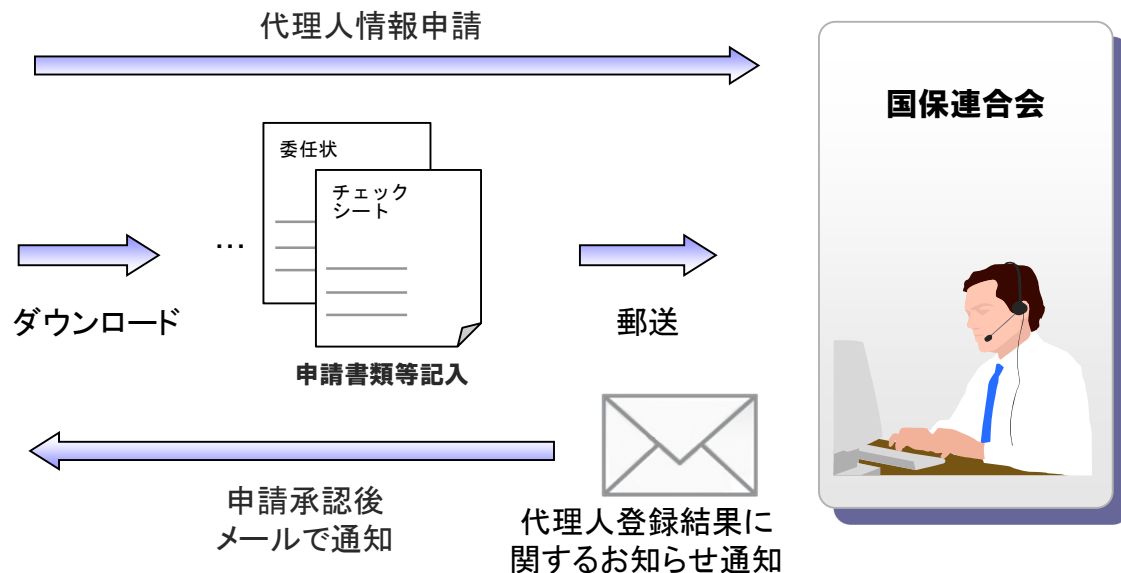 代理人情報申請
国保連合会
委任状
チェック
シート
…
ダウンロード
郵送
申請書類等記入
申請承認後
メールで通知
代理人登録結果に
関するお知らせ通知